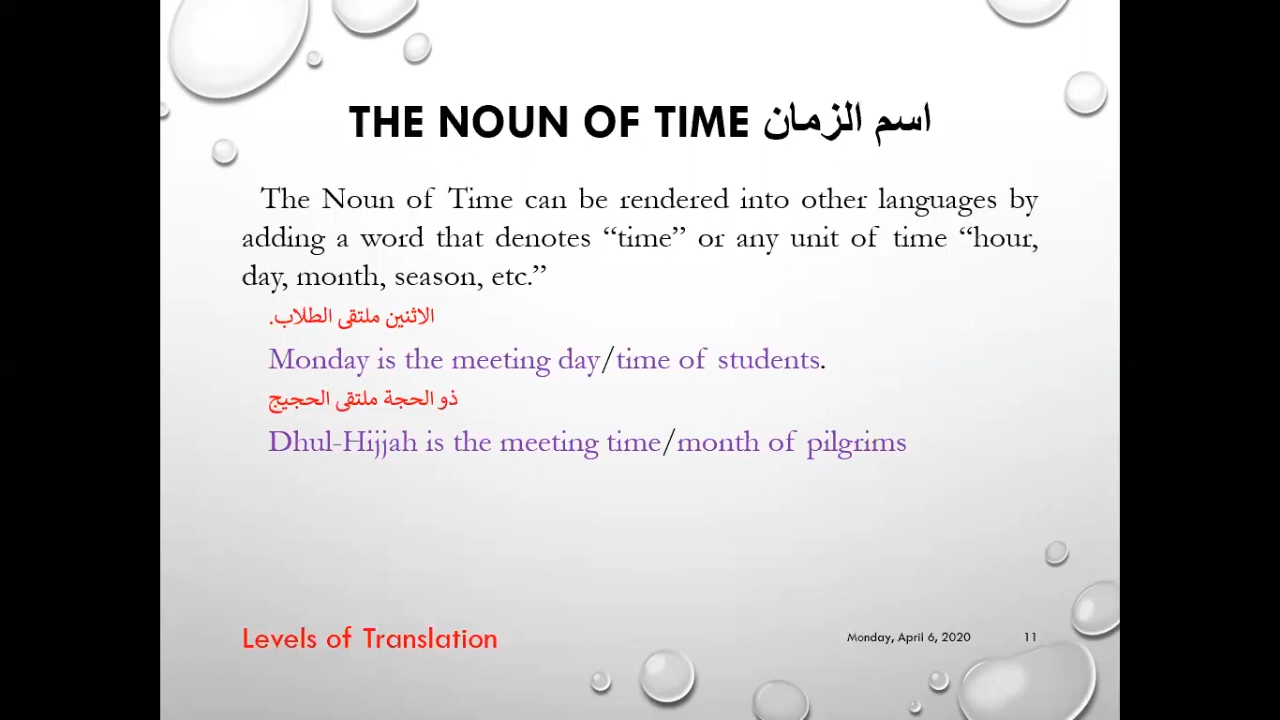 THE NOUN OF TIME اسم الزمان
The Noun of Time can be rendered into other languages by
adding a word that denotes “time” or any unit of time “hour,
day, month, season, etc.”
الاثنين ملتقى الطلاب.
Monday is the meeting day/time of students.
ذو الحجة ملتقى الحجيج
Dhul-Hijjah is the meeting time/month of pilgrims
Levels of Translation
Monday, April 6, 2020
11